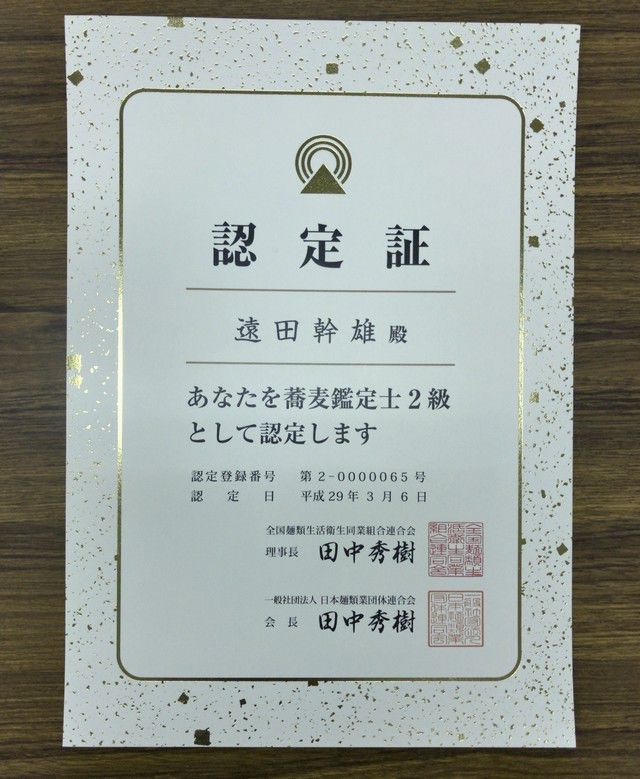 認定証
遠田幹雄 殿
あなたを蕎麦鑑定士2級
として認定します
認定登録番号 第2-0000065号
認定日 平成29年3月6日
全国麺類生活衛生同業組合連合会
理事長 田中秀樹
一般社団法人 日本麺類業団体連合会
会長 田中秀樹